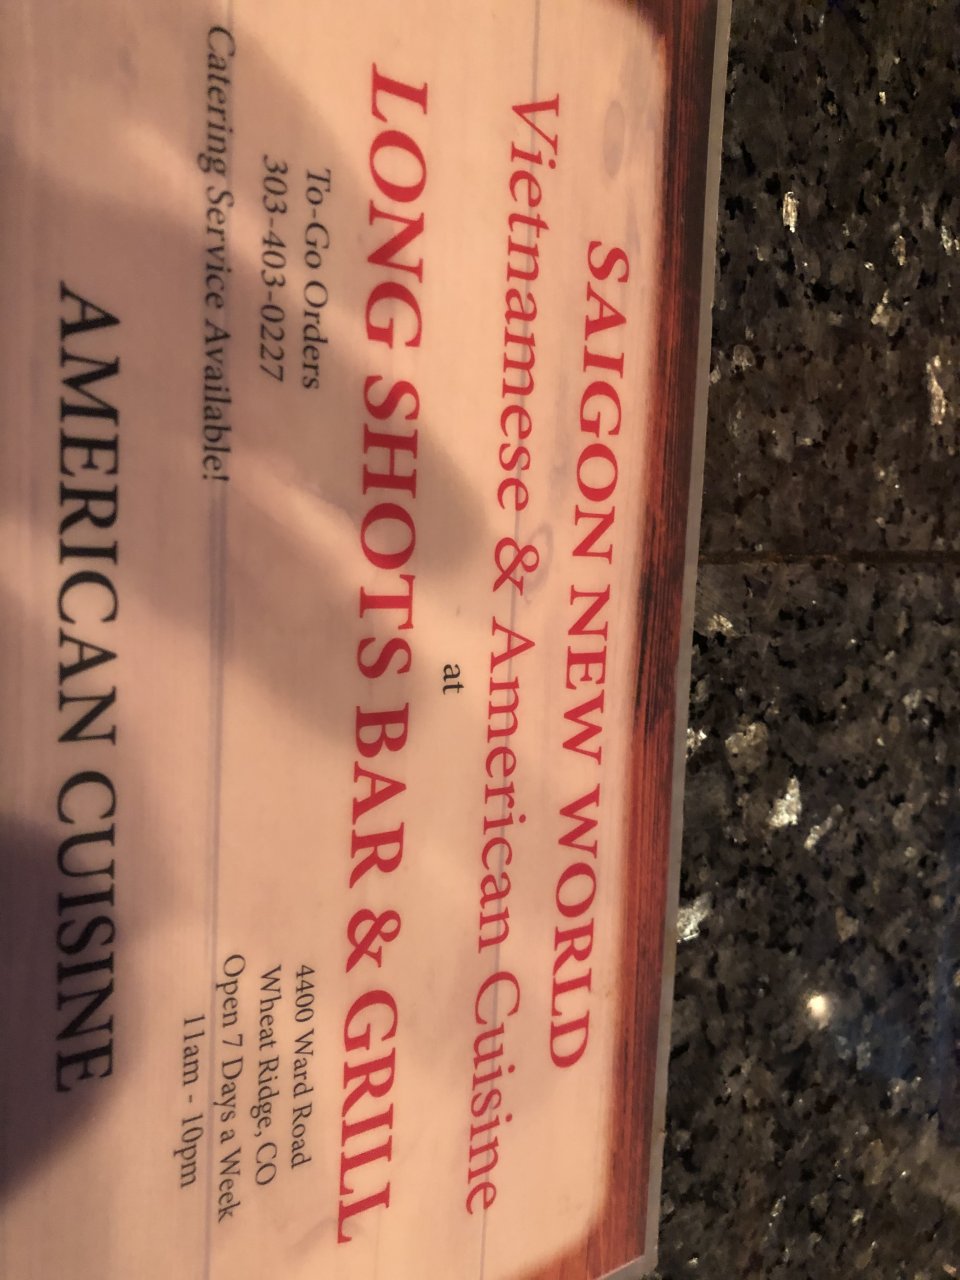 SAIGON NEW WORLD
Vietnamese & American Cuisine
at
LONG SHOTS BAR & GRILL
To-Go Orders
303-403-0227
Catering Service Available!
4400 Ward Road
Wheat Ridge, CO
Open 7 Days a Week
11am - 10pm
AMERICAN CUISINE